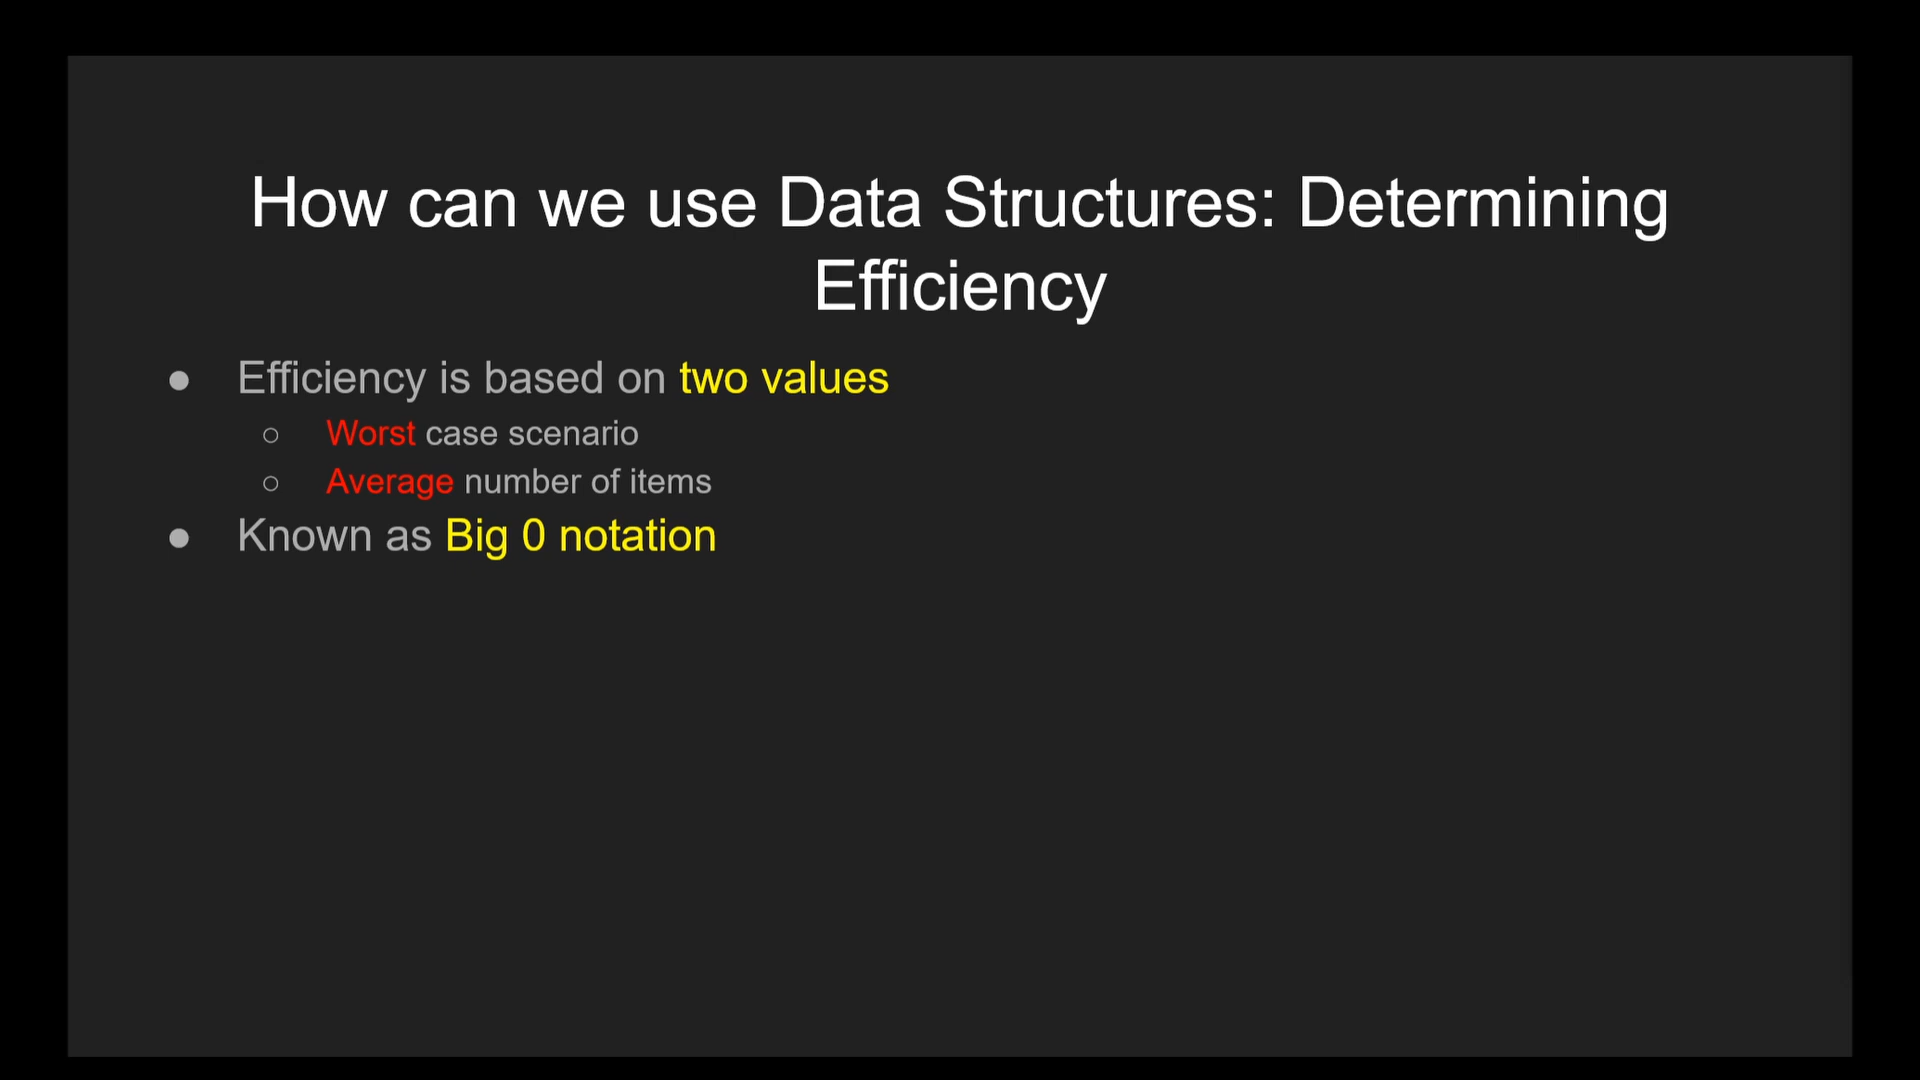 How can we use Data Structures: Determining
Efficiency
● Efficiency is based on two values
○ Worst case scenario
○ Average number of items
● Known as Big 0 notation